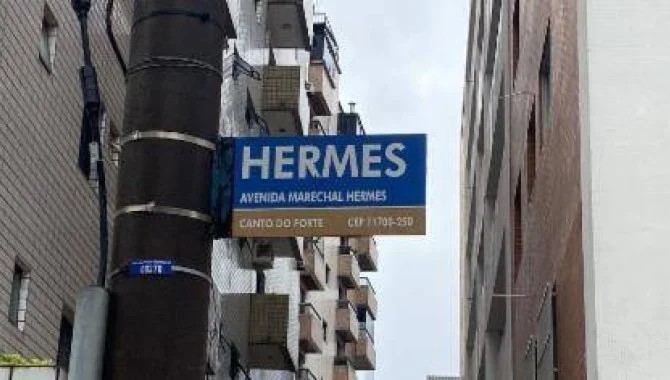 HERMES
AVENIDA MARECHAL HERMES
CANTO DO FORTE CEP 11700-250